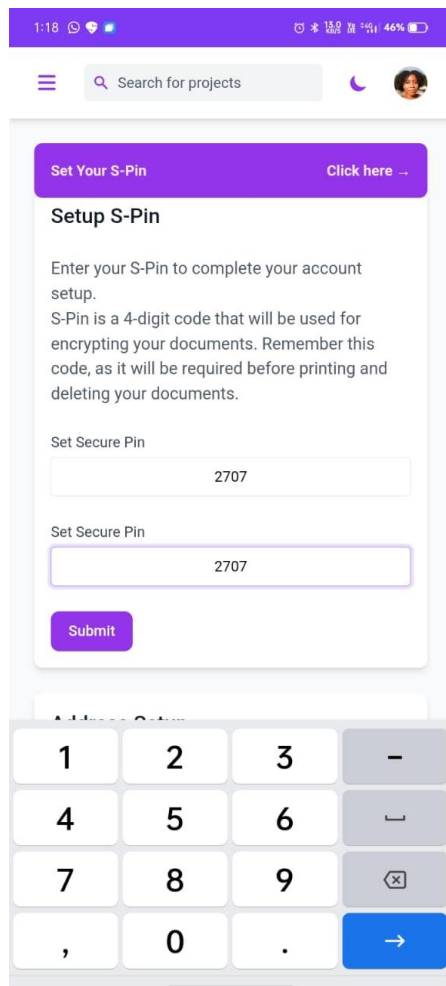 1:18
13.0 KB/S
46%
Search for projects
Set Your S-Pin Click here →
Setup S-Pin
Enter your S-Pin to complete your account
setup.
S-Pin is a 4-digit code that will be used for
encrypting your documents. Remember this
code, as it will be required before printing and
deleting your documents.
Set Secure Pin
2707
Set Secure Pin
2707
Submit
1 2 3 –
4 5 6
7 8 9
, 0 . →